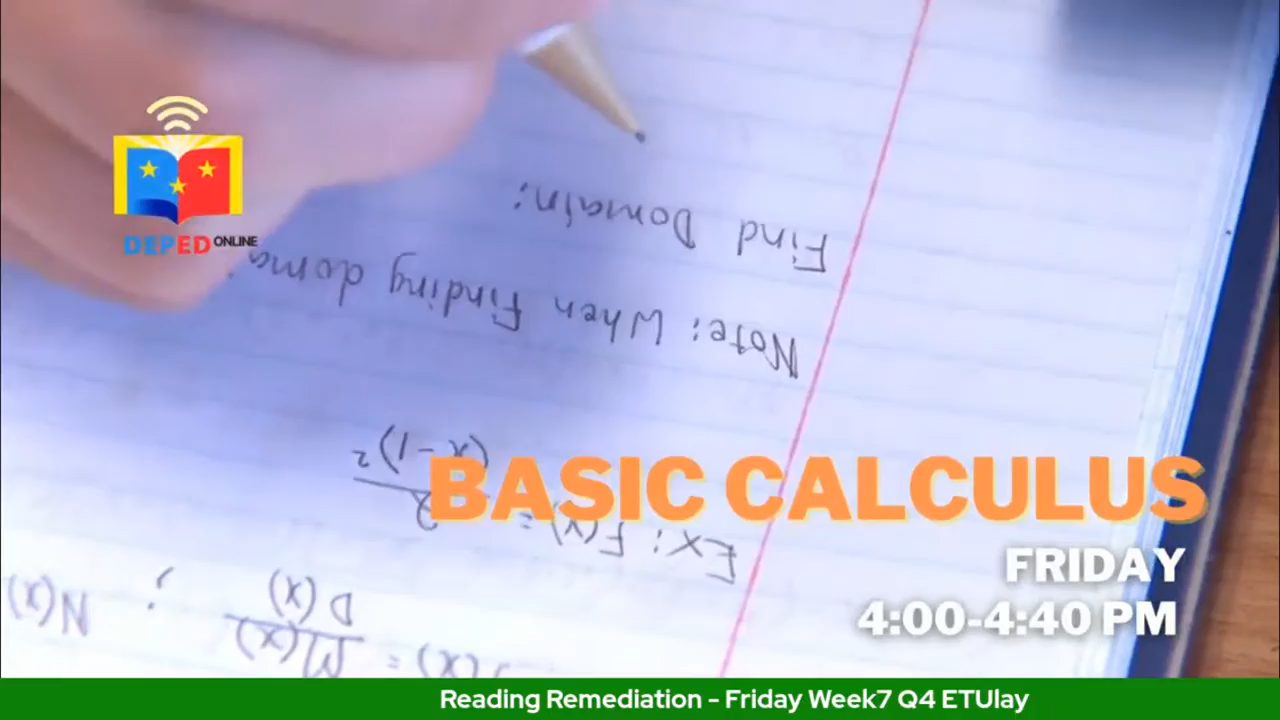 DEPED ONLINE
Find Domain:
Note: When finding doma
(x-1)²
Ex: F(x) = 2
BASIC CALCULUS
FRIDAY
4:00-4:40 PM
D(x)
(x) = N(x) ; N(x)
Reading Remediation - Friday Week7 Q4 ETUlay